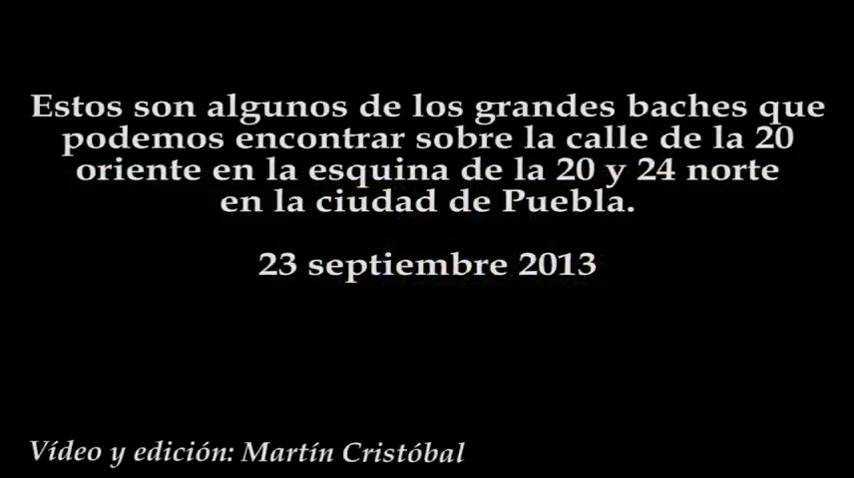 Estos son algunos de los grandes baches que
podemos encontrar sobre la calle de la 20
oriente en la esquina de la 20 y 24 norte
en la ciudad de Puebla.
23 septiembre 2013
Vídeo y edición: Martín Cristóbal